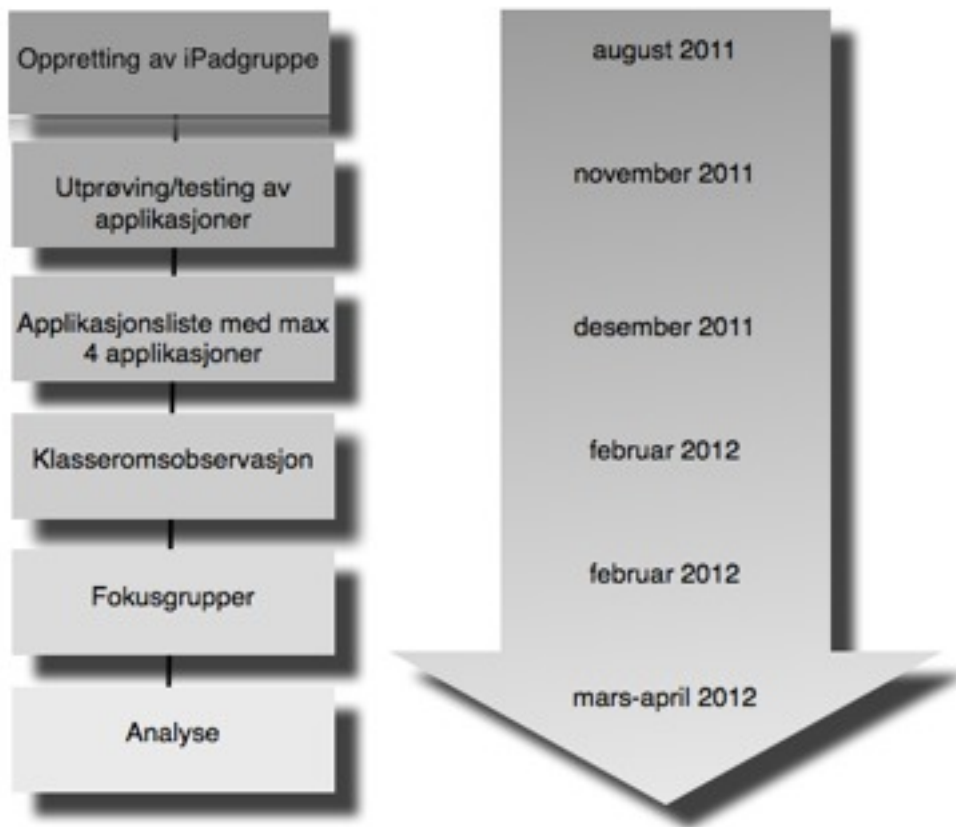 Oppretting av iPadgruppe
august 2011
Utprøving/testing av
applikasjoner
november 2011
Applikasjonsliste med max
4 applikasjoner
desember 2011
Klasseromsobservasjon
februar 2012
Fokusgrupper
februar 2012
Analyse
mars-april 2012